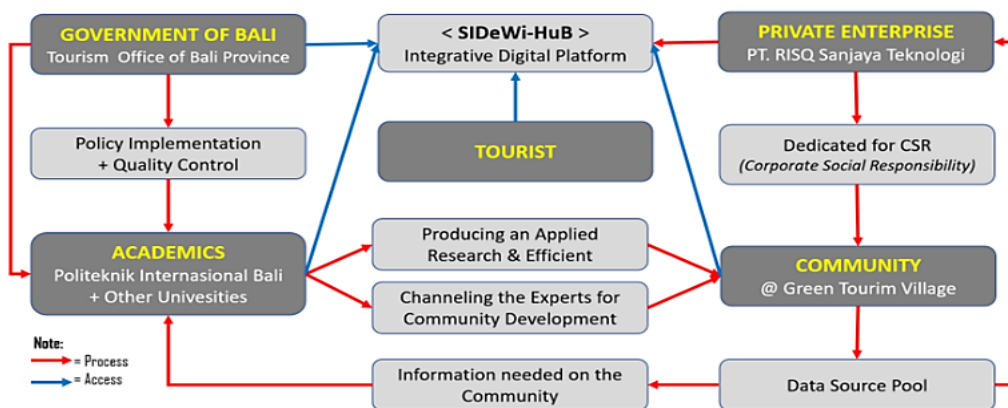 GOVERNMENT OF BALI
Tourism Office of Bali Province
< SIDeWi-HuB >
Integrative Digital Platform
PRIVATE ENTERPRISE
PT. RISQ Sanjaya Teknologi
Policy Implementation
+ Quality Control
TOURIST
Dedicated for CSR
(Corporate Social Responsibility)
ACADEMICS
Politeknik Internasional Bali
+ Other Univesities
Producing an Applied
Research & Efficient
Channeling the Experts for
Community Development
COMMUNITY
@ Green Tourim Village
Note:
= Process
= Access
Information needed on the
Community
Data Source Pool